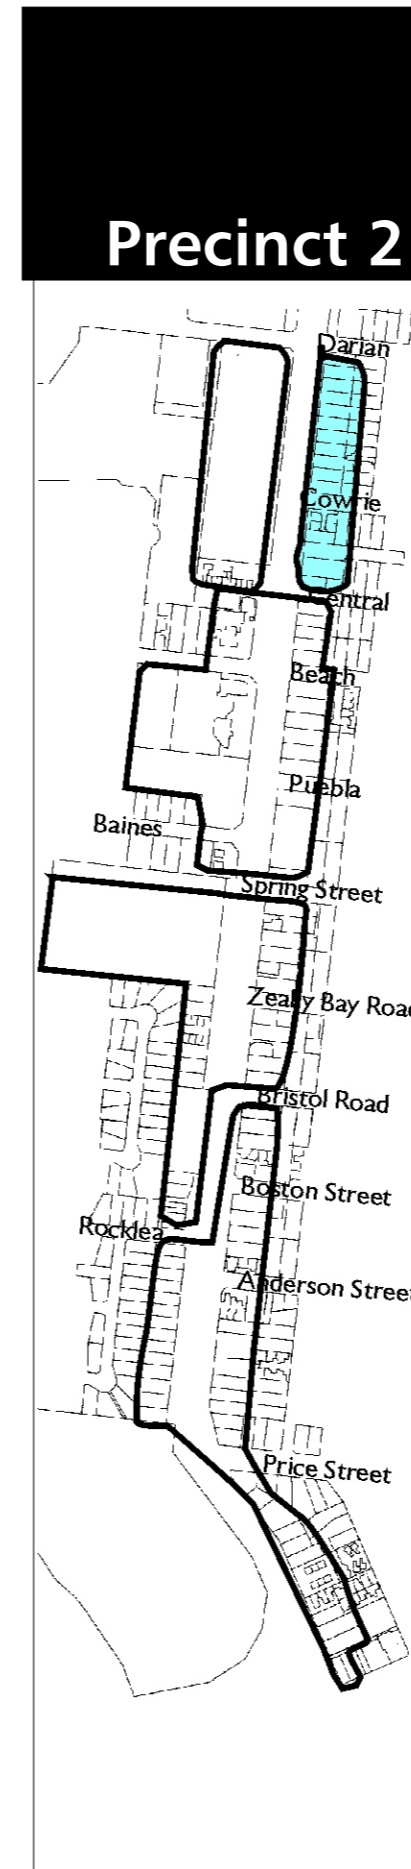 Precinct 2
Darian
Cowrie
Central
Beach
Puebla
Baines
Spring Street
Zeally Bay Road
Bristol Road
Boston Street
Rocklea
Anderson Street
Price Street